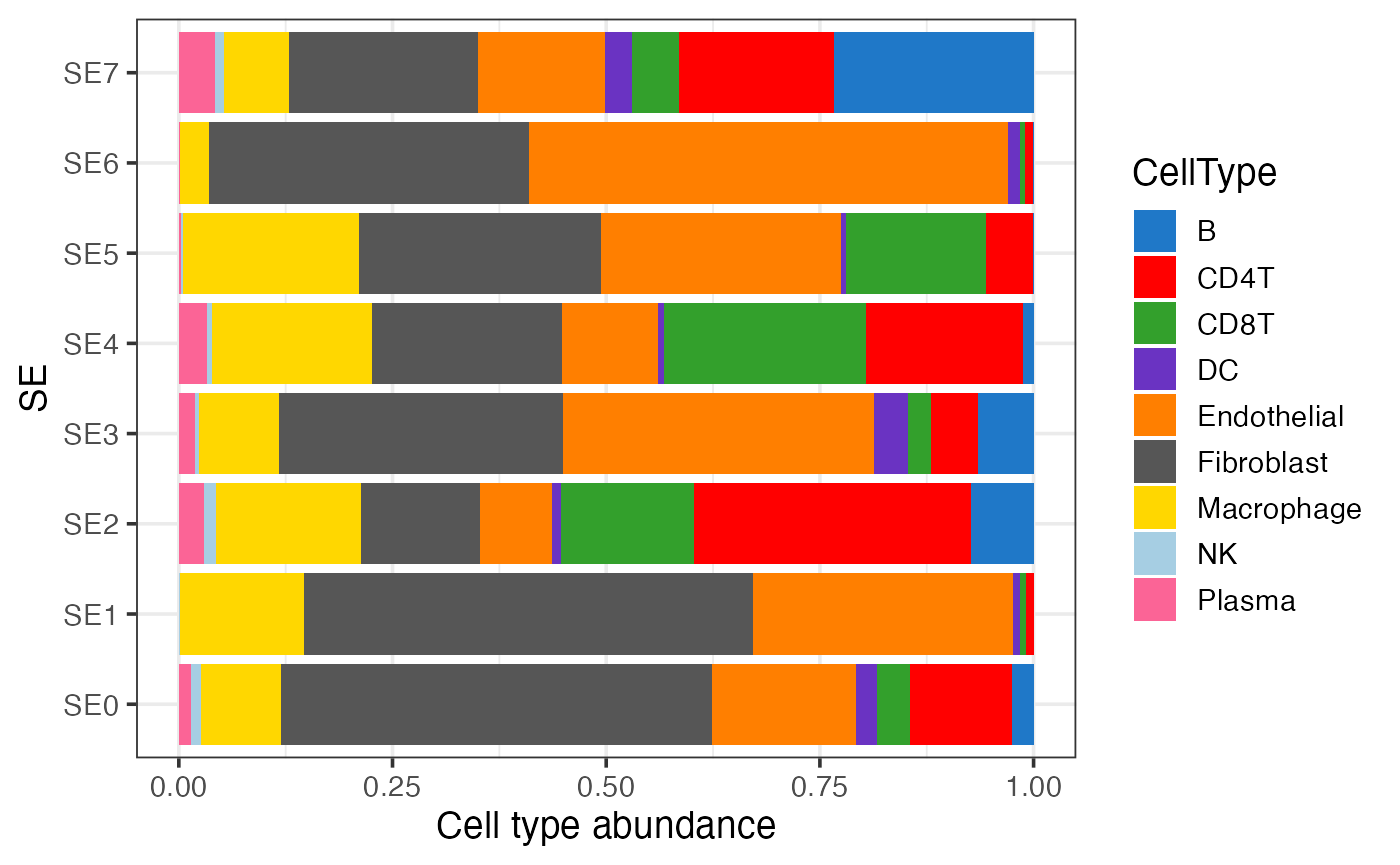 SE
SE7
SE6
SE5
SE4
SE3
SE2
SE1
SE0
0.00 0.25 0.50 0.75 1.00
Cell type abundance
CellType
B
CD4T
CD8T
DC
Endothelial
Fibroblast
Macrophage
NK
Plasma